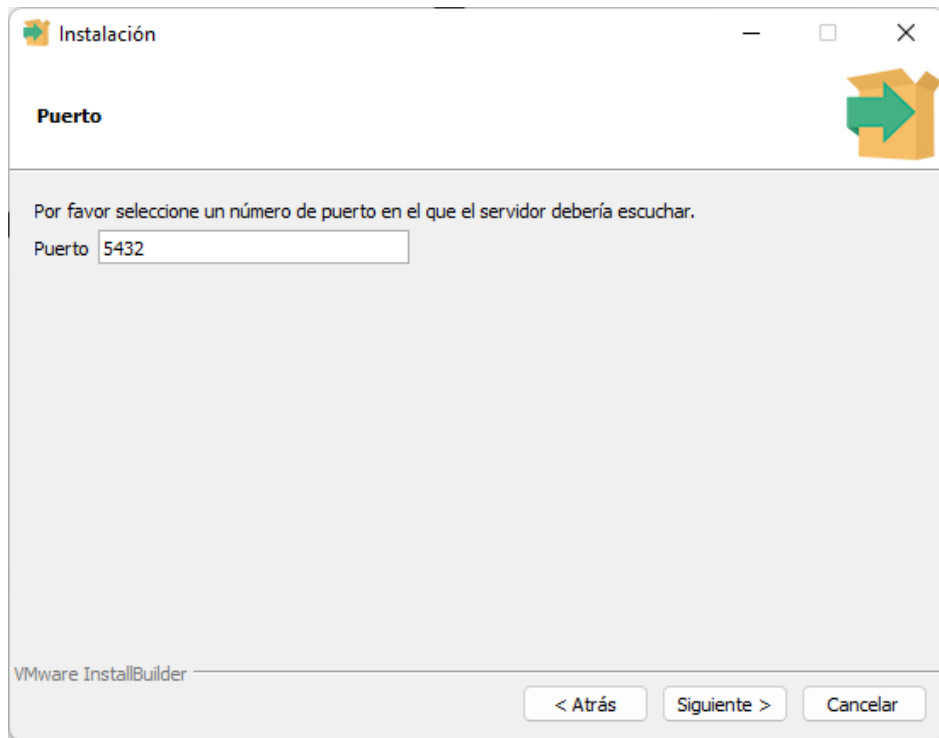 Instalación
Puerto
Por favor seleccione un número de puerto en el que el servidor debería escuchar.
Puerto 5432
VMware InstallBuilder
< Atrás Siguiente > Cancelar